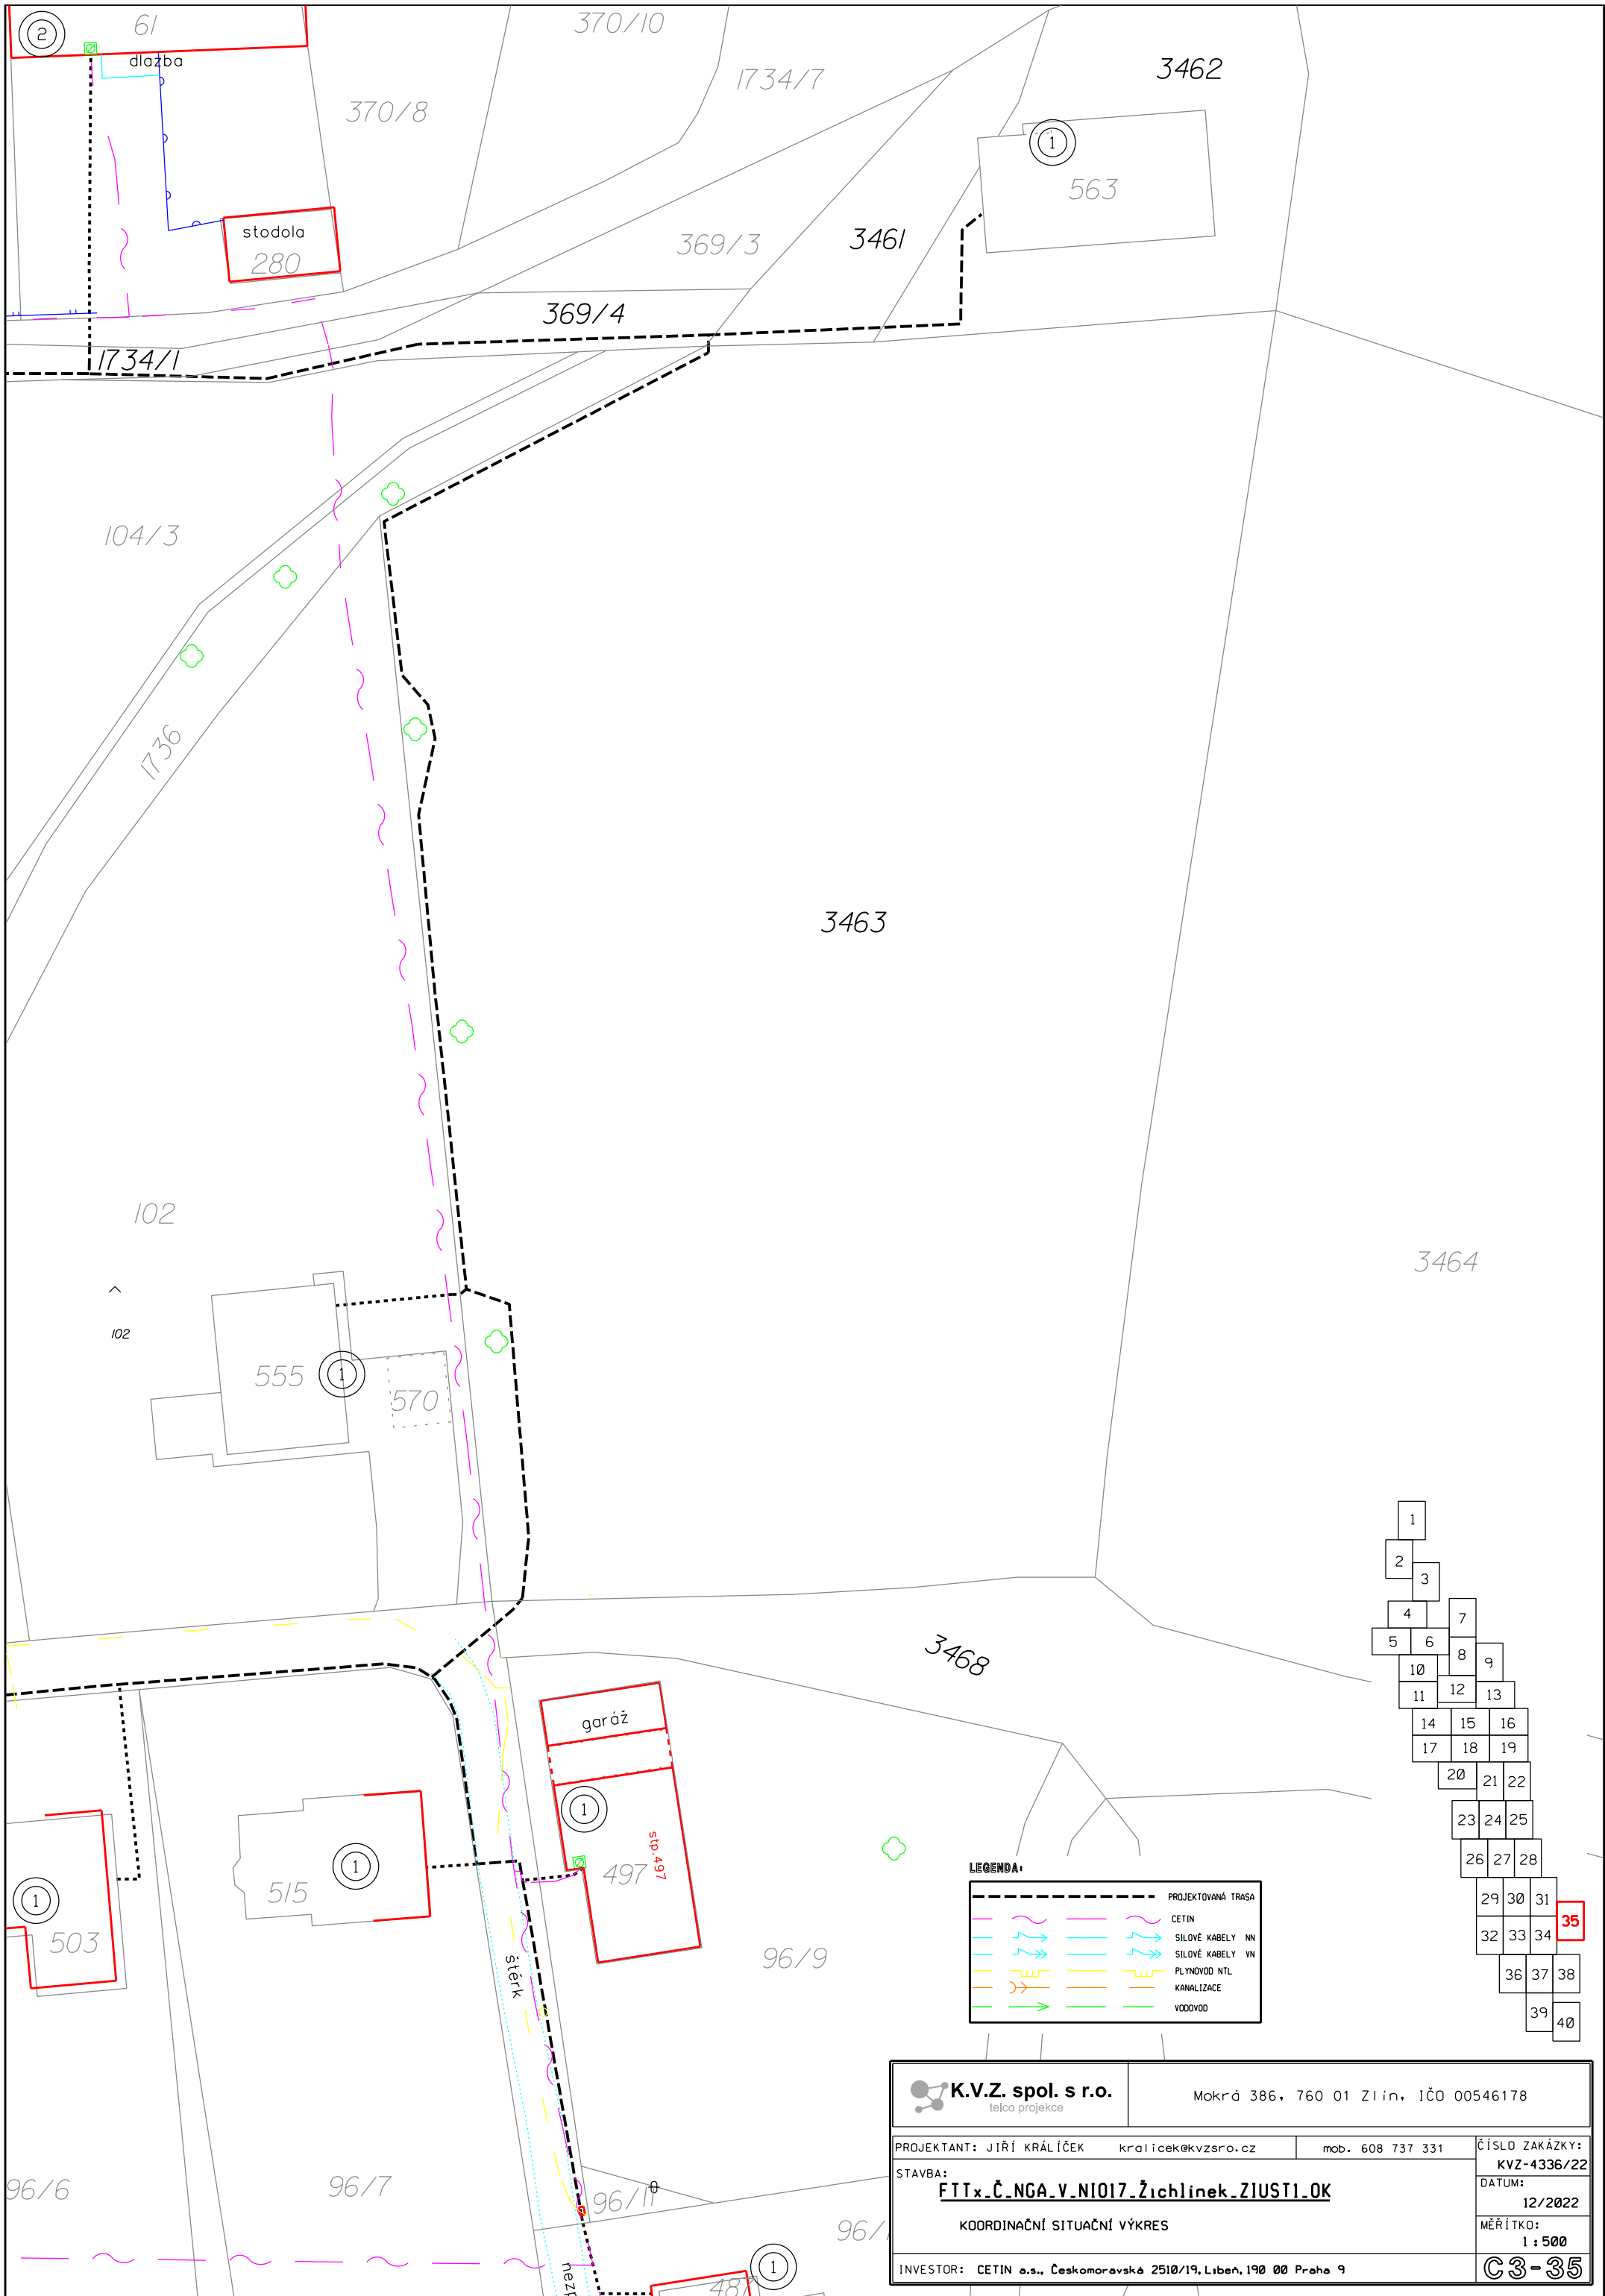 2
61
dlažba
370/10
370/8
1734/7
3462
1
563
stodola
280
369/3
3461
369/4
1734/1
104/3
1736
3463
102
3464
102
555
1
570
3468
garáž
1
stp.497
497
1
515
1
503
štěrk
96/9
96/6
96/7
96/11
1
487
1
2
3
4
7
5
6
8
9
10
11
12
13
14
15
16
17
18
19
20
21
22
23
24
25
26
27
28
29
30
31
32
33
34
35
36
37
38
39
40
LEGENDA:
PROJEKTOVANÁ TRASA
CETIN
SILOVÉ KABELY NN
SILOVÉ KABELY VN
PLYNOVOD NTL
KANALIZACE
VODOVOD
K.V.Z. spol. s r.o.
telco projekce
Mokrá 386, 760 01 Zlín, IČO 00546178
PROJEKTANT: JIŘÍ KRÁLÍČEK kralicek@kvzsro.cz mob. 608 737 331
ČÍSLO ZAKÁZKY:
KVZ-4336/22
STAVBA:
FTTx_Č_NGA_V_NIO17_Žichlínek_ZIUST1_OK
KOORDINAČNÍ SITUAČNÍ VÝKRES
DATUM:
12/2022
MĚŘÍTKO:
1:500
INVESTOR: CETIN a.s., Českomoravská 2510/19, Libeň, 190 00 Praha 9
C3-35